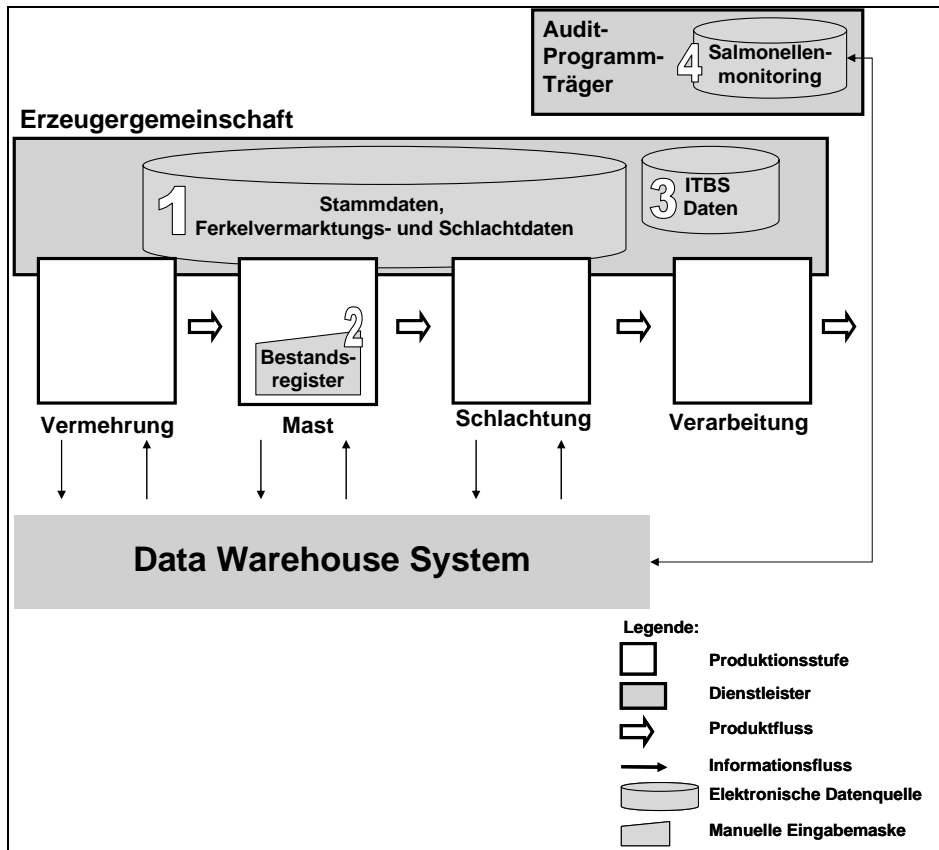 Audit-
Programm-
Träger
4
Salmonellen-
monitoring
Erzeugergemeinschaft
1
Stammdaten,
Ferkelvermarktungs- und Schlachtdaten
3
ITBS
Daten
2
Bestands-
register
Vermehrung
Mast
Schlachtung
Verarbeitung
Data Warehouse System
Legende:
Produktionsstufe
Dienstleister
Produktfluss
Informationsfluss
Elektronische Datenquelle
Manuelle Eingabemaske